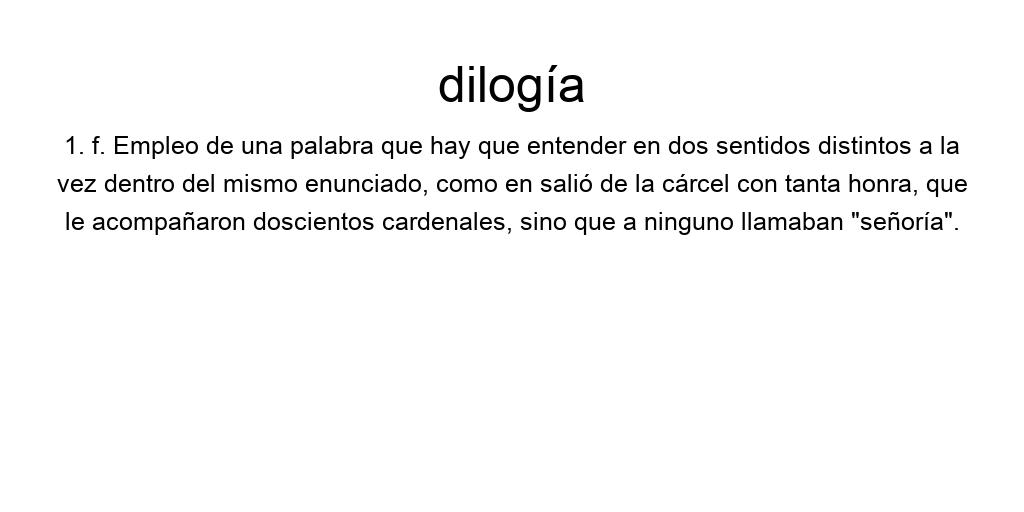 dilogía
1. f. Empleo de una palabra que hay que entender en dos sentidos distintos a la
vez dentro del mismo enunciado, como en salió de la cárcel con tanta honra, que
le acompañaron doscientos cardenales, sino que a ninguno llamaban "señoría".